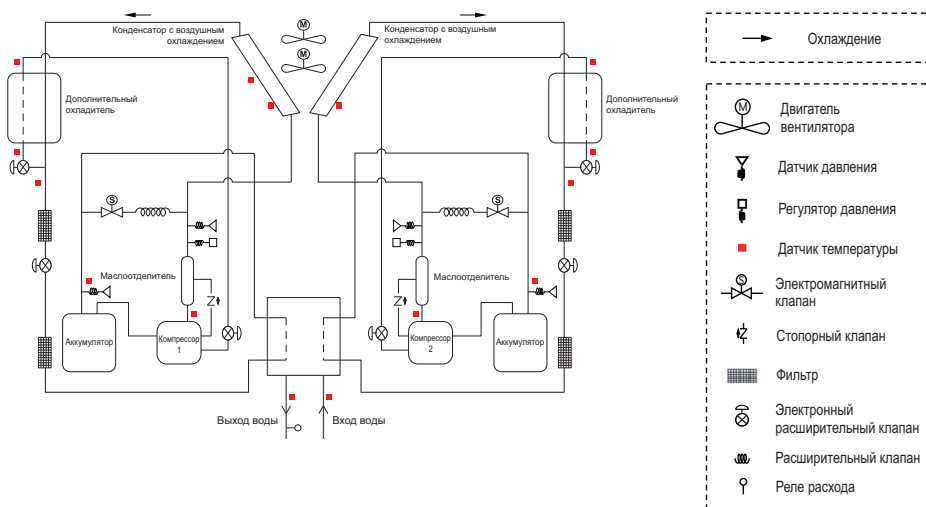 Конденсатор с воздушным
охлаждением
M
M
Конденсатор с воздушным
охлаждением
Дополнительный
охладитель
Дополнительный
охладитель
S
S
Маслоотделитель
Маслоотделитель
Аккумулятор
Компрессор
1
Компрессор
2
Аккумулятор
Выход воды
Вход воды
Охлаждение
M
Двигатель
вентилятора
Датчик давления
Регулятор давления
Датчик температуры
S
Электромагнитный
клапан
Стопорный клапан
Фильтр
Электронный
расширительный клапан
Расширительный клапан
Реле расхода